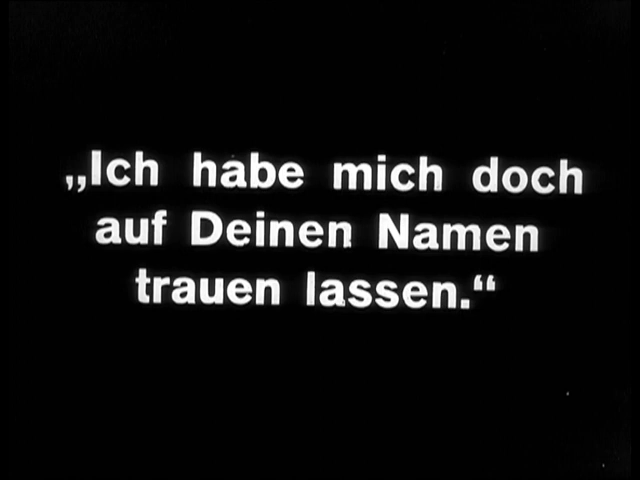 „Ich habe mich doch
auf Deinen Namen
trauen lassen.“